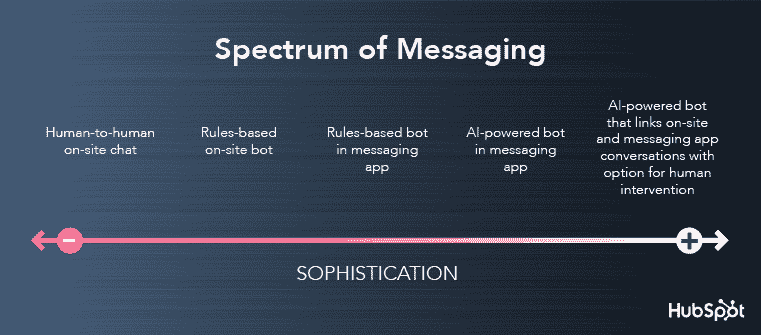 Spectrum of Messaging
Human-to-human
on-site chat
Rules-based
on-site bot
Rules-based bot
in messaging
app
AI-powered bot
in messaging
app
AI-powered bot
that links on-site
and messaging app
conversations with
option for human
intervention
SOPHISTICATION
HubSpot